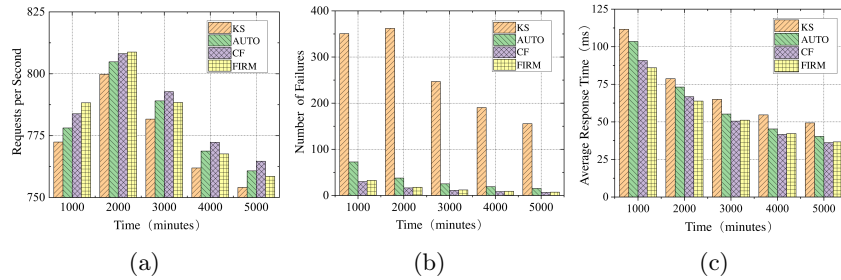 825
800
775
750
Requests per Second
KS
AUTO
CF
FIRM
1000 2000 3000 4000 5000
Time (minutes)
(a)
400
300
200
100
0
Number of Failures
KS
AUTO
CF
FIRM
1000 2000 3000 4000 5000
Time (minutes)
(b)
125
100
75
50
25
0
Average Response Time (ms)
KS
AUTO
CF
FIRM
1000 2000 3000 4000 5000
Time (minutes)
(c)